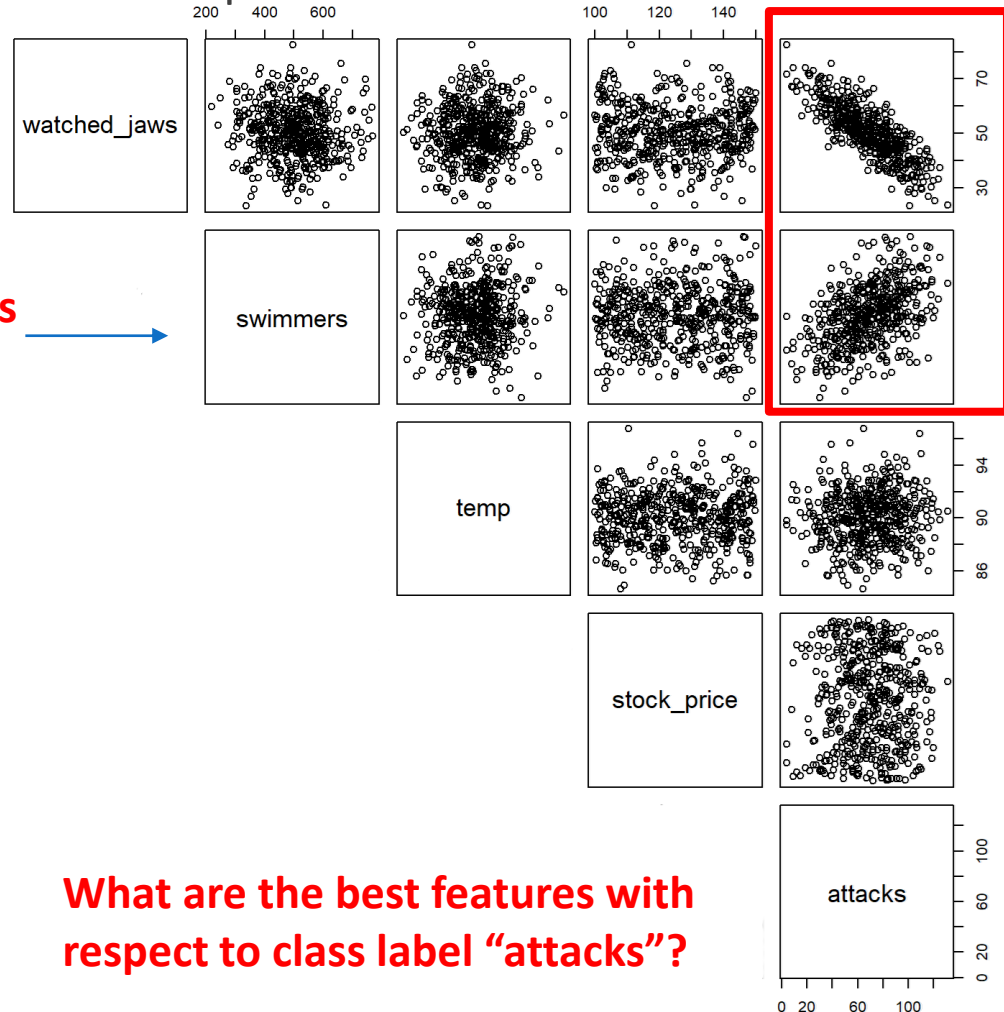 200 400 600
100 120 140
watched_jaws
30 50 70
s
swimmers
temp
86 90 94
stock_price
attacks
0 20 60 100
What are the best features with
respect to class label “attacks”?
0 20 60 100